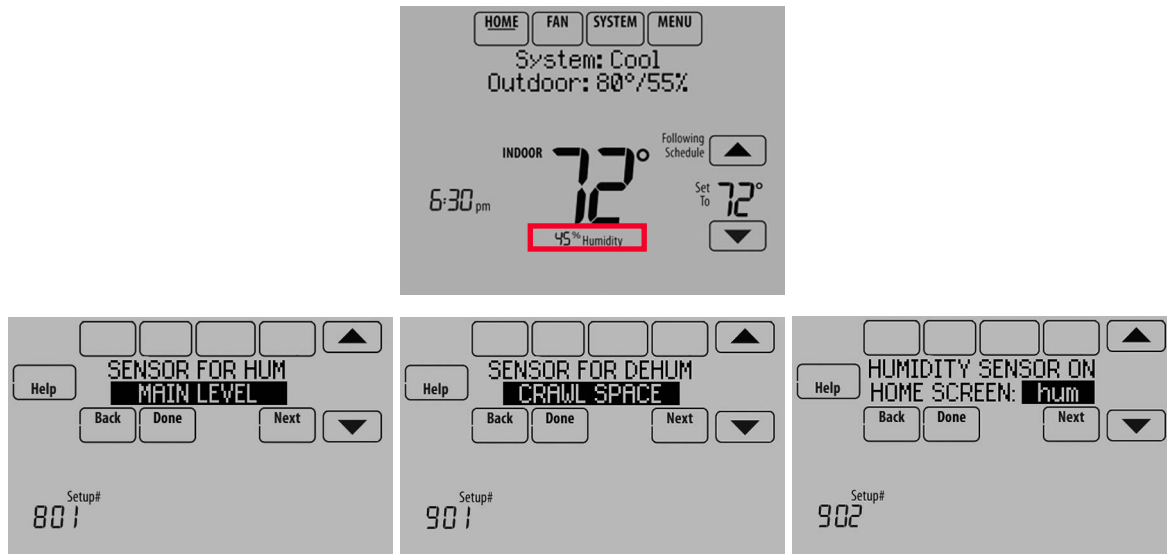 HOME FAN SYSTEM MENU
System: Cool
Outdoor: 80°/55%
Following
Schedule
INDOOR 72°
Set
To 72°
6:30 pm
45% Humidity
SENSOR FOR HUM
Help MAIN LEVEL
Back Done Next
Setup#
801
SENSOR FOR DEHUM
Help CRAWL SPACE
Back Done Next
Setup#
901
HUMIDITY SENSOR ON
Help HOME SCREEN: hum
Back Done Next
Setup#
902